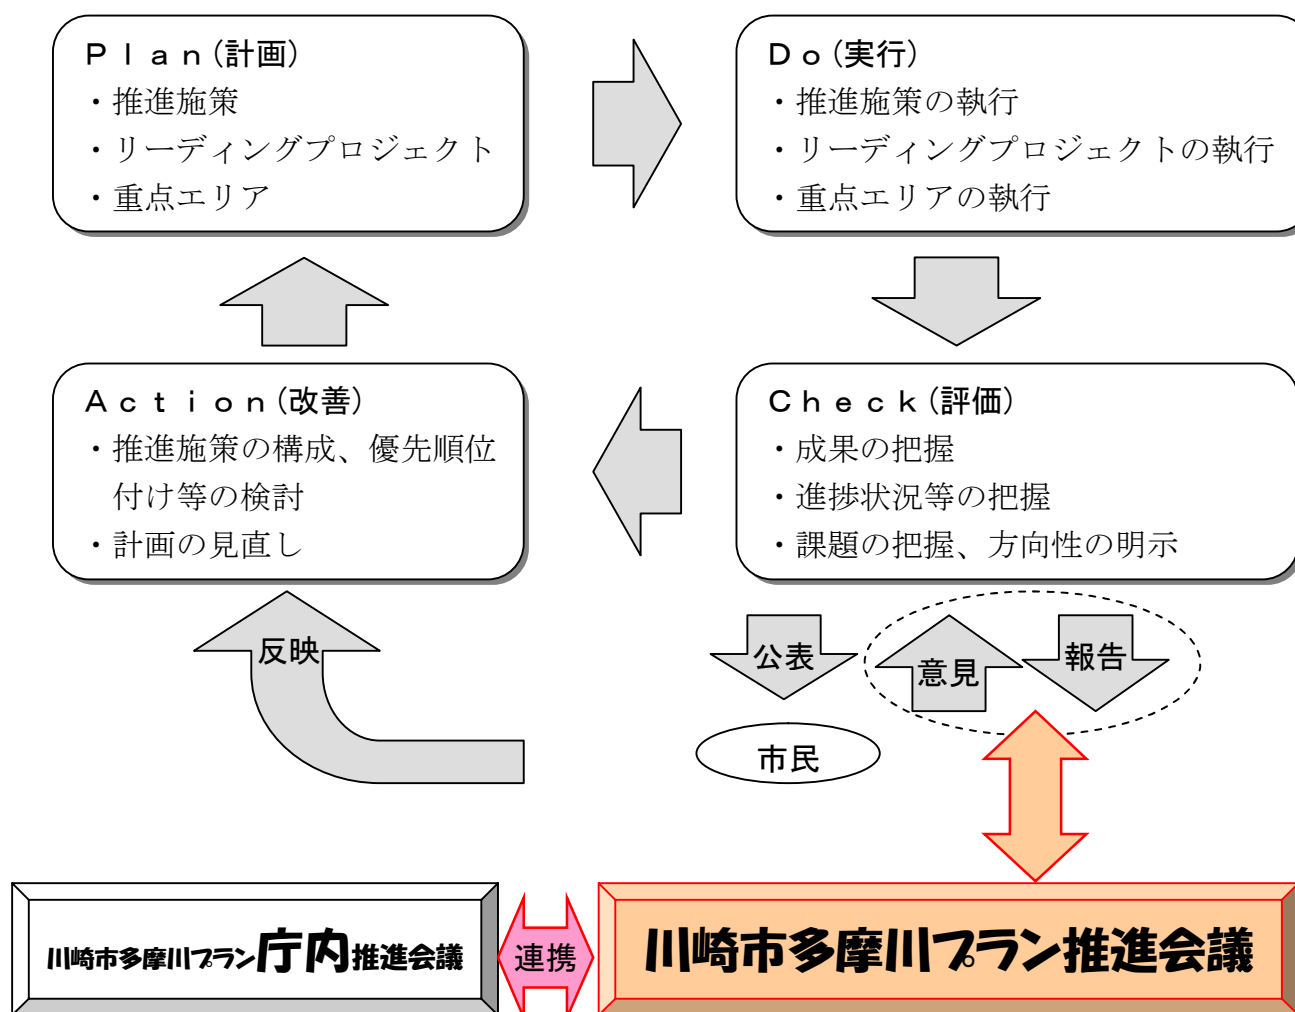 Ｐｌａｎ(計画)
・推進施策
・リーディングプロジェクト
・重点エリア
Ｄｏ(実行)
・推進施策の執行
・リーディングプロジェクトの執行
・重点エリアの執行
Ａｃｔｉｏｎ(改善)
・推進施策の構成、優先順位
付け等の検討
・計画の見直し
Ｃｈｅｃｋ(評価)
・成果の把握
・進捗状況等の把握
・課題の把握、方向性の明示
反映
公表
意見
報告
市民
川崎市多摩川プラン庁内推進会議
連携
川崎市多摩川プラン推進会議